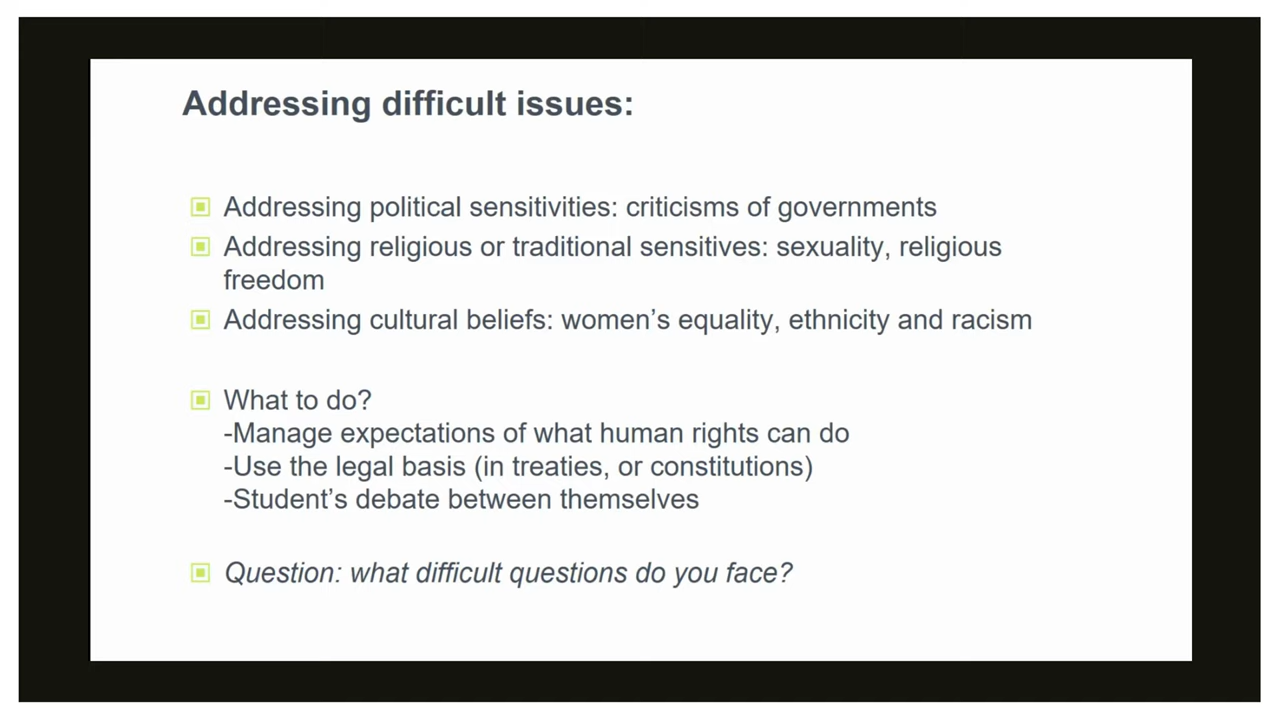 Addressing difficult issues:
Addressing political sensitivities: criticisms of governments
Addressing religious or traditional sensitives: sexuality, religious
freedom
Addressing cultural beliefs: women’s equality, ethnicity and racism
What to do?
-Manage expectations of what human rights can do
-Use the legal basis (in treaties, or constitutions)
-Student’s debate between themselves
Question: what difficult questions do you face?